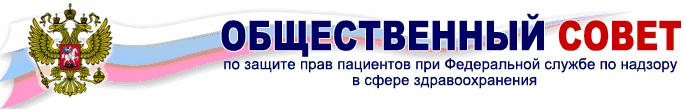 ОБЩЕСТВЕННЫЙ СОВЕТ
по защите прав пациентов при Федеральной службе по надзору
в сфере здравоохранения